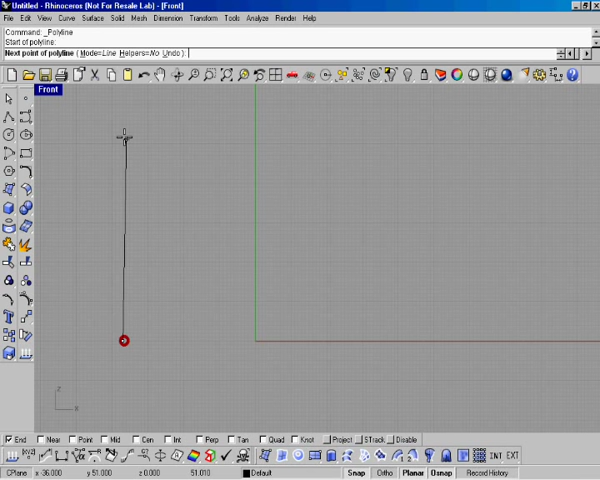 Untitled - Rhinoceros (Not For Resale Lab) - [Front]
File Edit View Curve Surface Solid Mesh Dimension Transform Tools Analyze Render Help
Command: _Polyline
Start of polyline:
Next point of polyline ( Mode=Line Helpers=No Undo):
Front
z
x
End Near Point Mid Cen Int Perp Tan Quad Knot Project STrack Disable
INT EXT
CPlane x -36.000 y 51.000 z 0.000 51.010 Default Snap Ortho Planar Osnap Record History